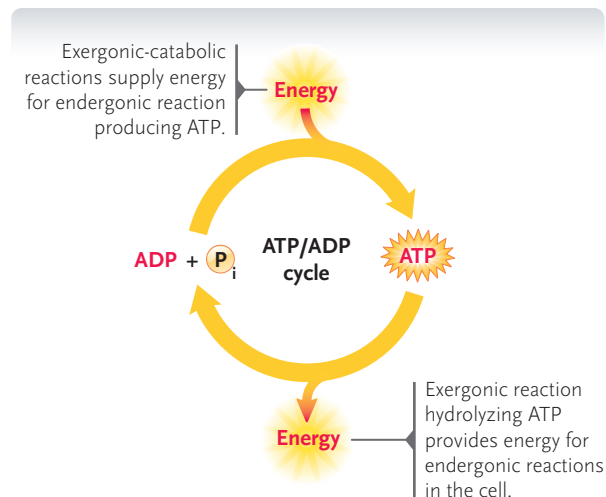 Exergonic-catabolic
reactions supply energy
for endergonic reaction
producing ATP.
Energy
ADP + Pi
ATP/ADP
cycle
ATP
Energy
Exergonic reaction
hydrolyzing ATP
provides energy for
endergonic reactions
in the cell.